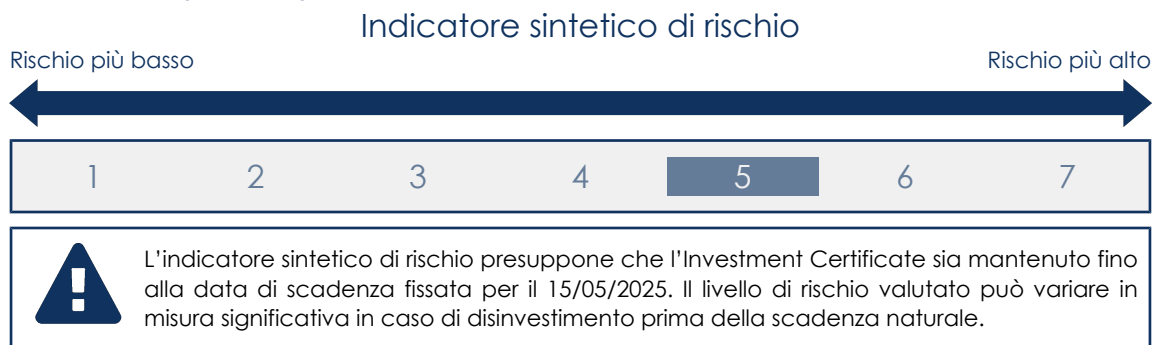 Indicatore sintetico di rischio
Rischio più basso Rischio più alto
1 2 3 4 5 6 7
L'indicatore sintetico di rischio presuppone che l'Investment Certificate sia mantenuto fino
alla data di scadenza fissata per il 15/05/2025. Il livello di rischio valutato può variare in
misura significativa in caso di disinvestimento prima della scadenza naturale.